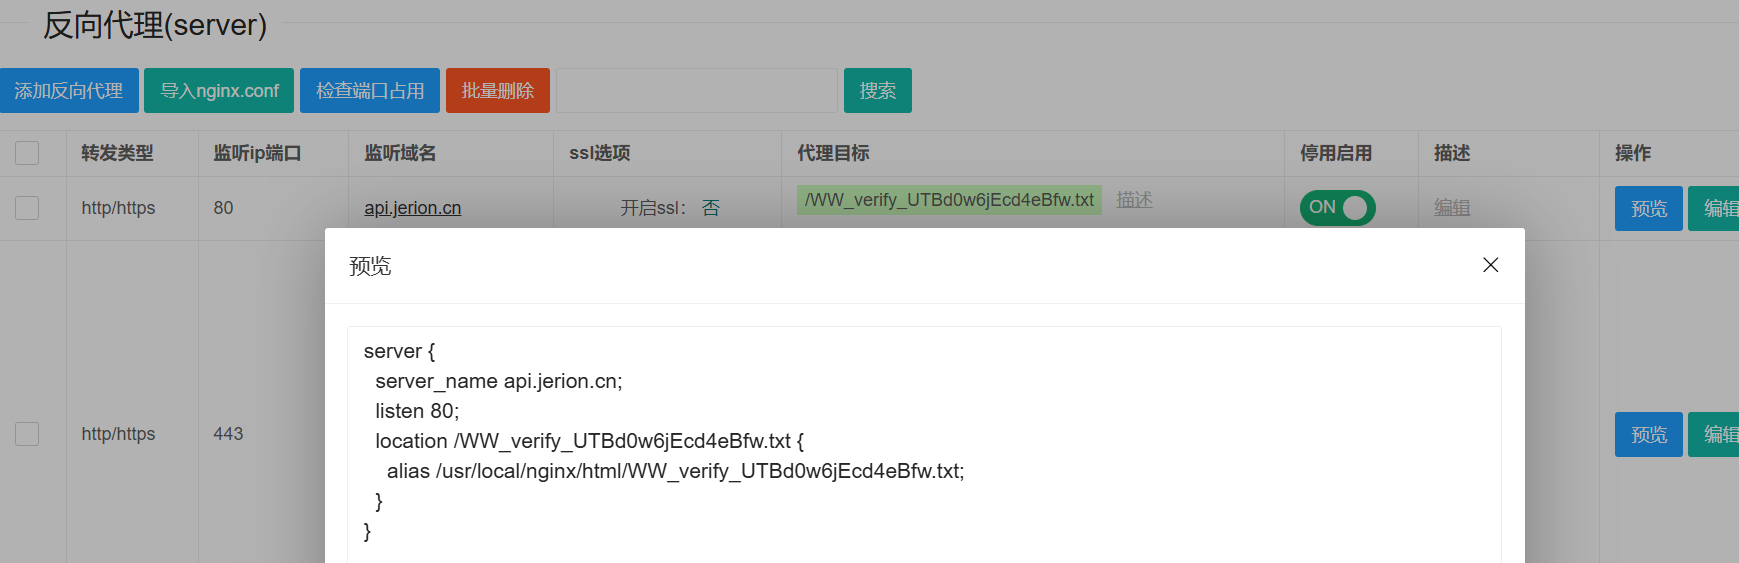 反向代理(server)
添加反向代理 导入nginx.conf 检查端口占用 批量删除 搜索
转发类型 监听ip端口 监听域名 ssl选项 代理目标 停用启用 描述 操作
http/https 80 api.jerion.cn 开启ssl： 否 /WW_verify_UTBd0w6jEcd4eBfw.txt 描述 ON 编辑 预览 编辑
预览
server {
server_name api.jerion.cn;
listen 80;
location /WW_verify_UTBd0w6jEcd4eBfw.txt {
alias /usr/local/nginx/html/WW_verify_UTBd0w6jEcd4eBfw.txt;
}
}
http/https 443 预览 编辑